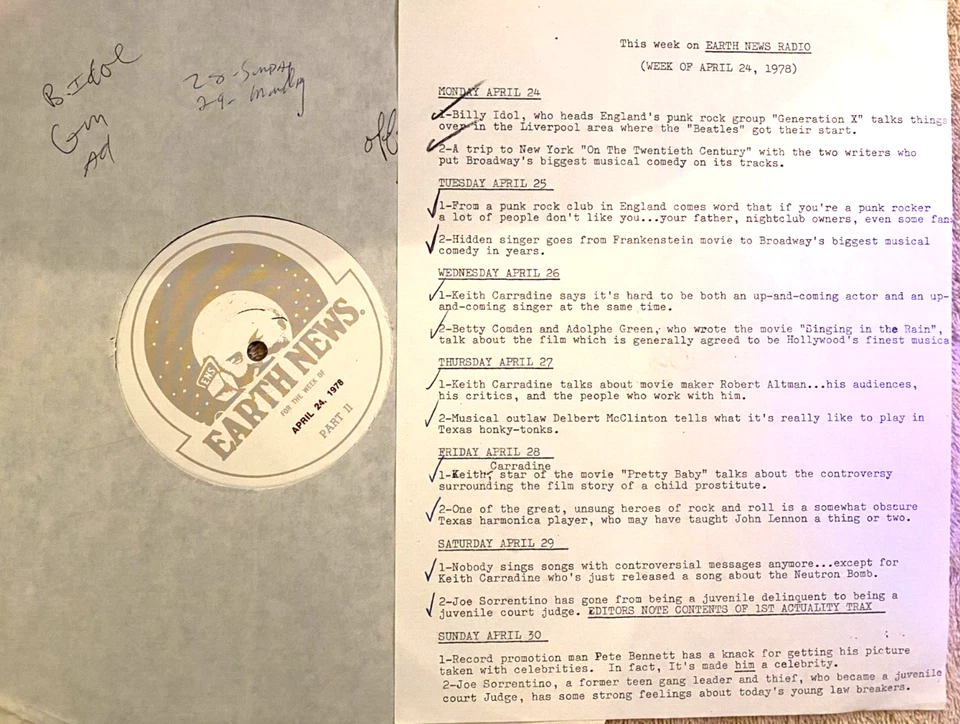 B. Idol
Gm
Ad
28-Sunday
29-Monday
off
ENS
EARTH NEWS.
FOR THE WEEK OF
APRIL 24, 1978
PART II
This week on EARTH NEWS RADIO
(WEEK OF APRIL 24, 1978)
MONDAY APRIL 24
1-Billy Idol, who heads England's punk rock group "Generation X" talks things
over in the Liverpool area where the "Beatles" got their start.
2-A trip to New York "On The Twentieth Century" with the two writers who
put Broadway's biggest musical comedy on its tracks.
TUESDAY APRIL 25
1-From a punk rock club in England comes word that if you're a punk rocker
a lot of people don't like you...your father, nightclub owners, even some fans
2-Hidden singer goes from Frankenstein movie to Broadway's biggest musical
comedy in years.
WEDNESDAY APRIL 26
1-Keith Carradine says it's hard to be both an up-and-coming actor and an up-
and-coming singer at the same time.
2-Betty Comden and Adolphe Green, who wrote the movie "Singing in the Rain",
talk about the film which is generally agreed to be Hollywood's finest musica
THURSDAY APRIL 27
1-Keith Carradine talks about movie maker Robert Altman...his audiences,
his critics, and the people who work with him.
2-Musical outlaw Delbert McClinton tells what it's really like to play in
Texas honky-tonks.
FRIDAY APRIL 28
Carradine
1-Keith, star of the movie "Pretty Baby" talks about the controversy
surrounding the film story of a child prostitute.
2-One of the great, unsung heroes of rock and roll is a somewhat obscure
Texas harmonica player, who may have taught John Lennon a thing or two.
SATURDAY APRIL 29
1-Nobody sings songs with controversial messages anymore...except for
Keith Carradine who's just released a song about the Neutron Bomb.
2-Joe Sorrentino has gone from being a juvenile delinquent to being a
juvenile court judge. EDITORS NOTE CONTENTS OF 1ST ACTUALITY TRAX
SUNDAY APRIL 30
1-Record promotion man Pete Bennett has a knack for getting his picture
taken with celebrities. In fact, It's made him a celebrity.
2-Joe Sorrentino, a former teen gang leader and thief, who became a juvenile
court Judge, has some strong feelings about today's young law breakers.